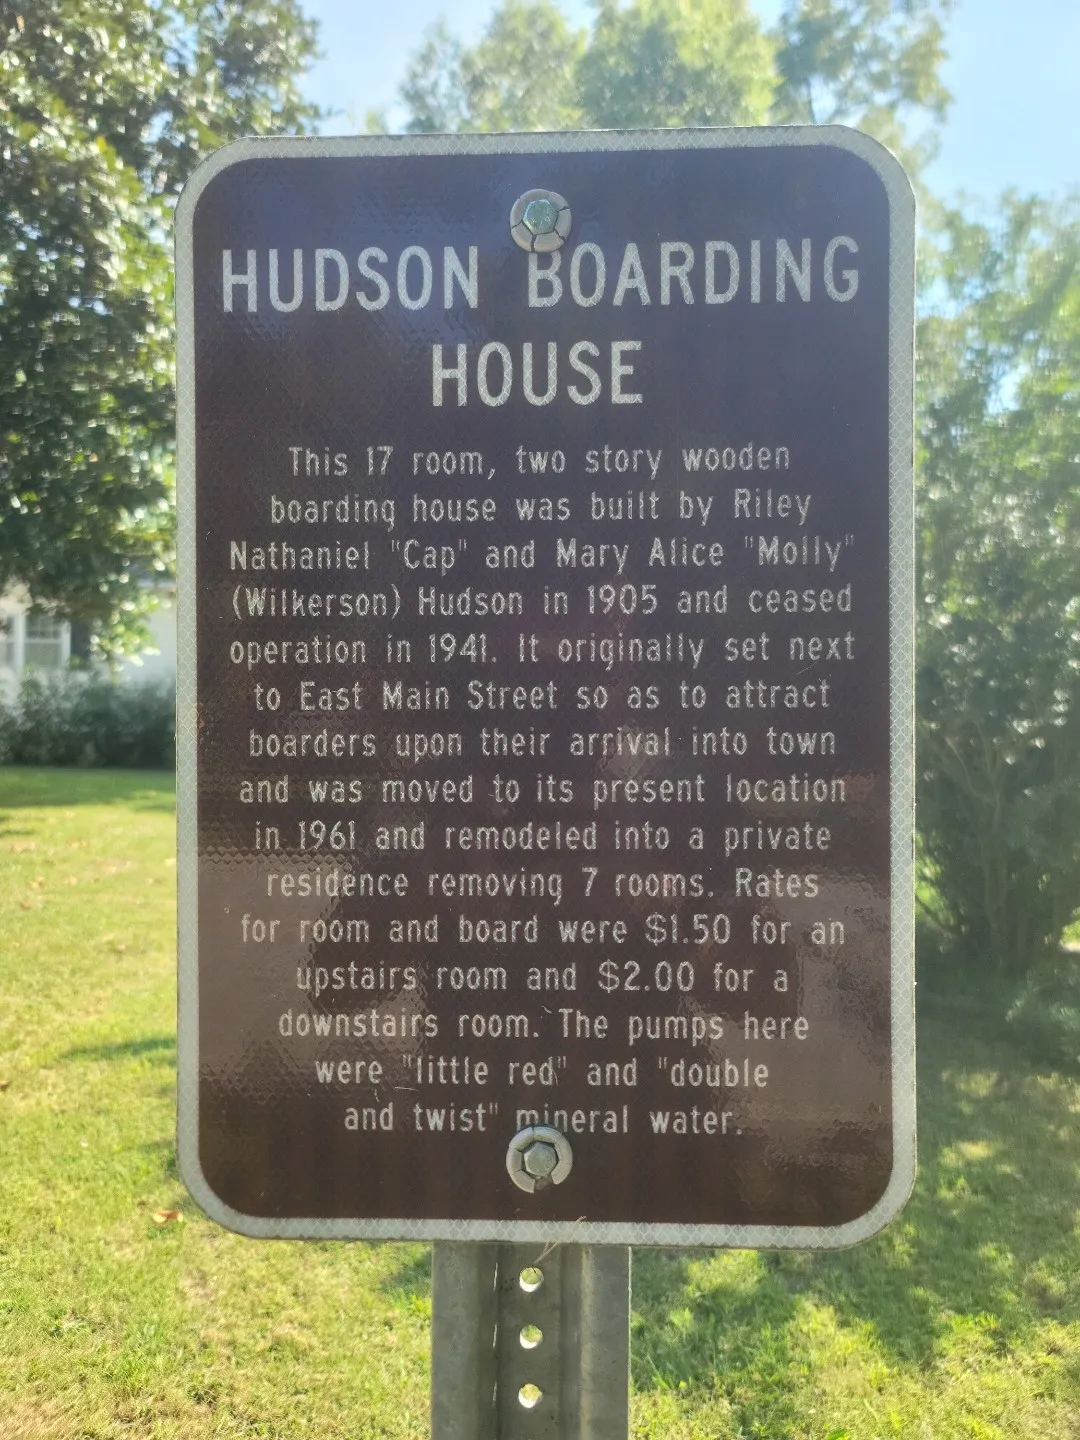 HUDSON BOARDING
HOUSE
This 17 room, two story wooden
boarding house was built by Riley
Nathaniel "Cap" and Mary Alice "Molly"
(Wilkerson) Hudson in 1905 and ceased
operation in 1941. It originally set next
to East Main Street so as to attract
boarders upon their arrival into town
and was moved to its present location
in 1961 and remodeled into a private
residence removing 7 rooms. Rates
for room and board were $1.50 for an
upstairs room and $2.00 for a
downstairs room. The pumps here
were "little red" and "double
and twist" mineral water.